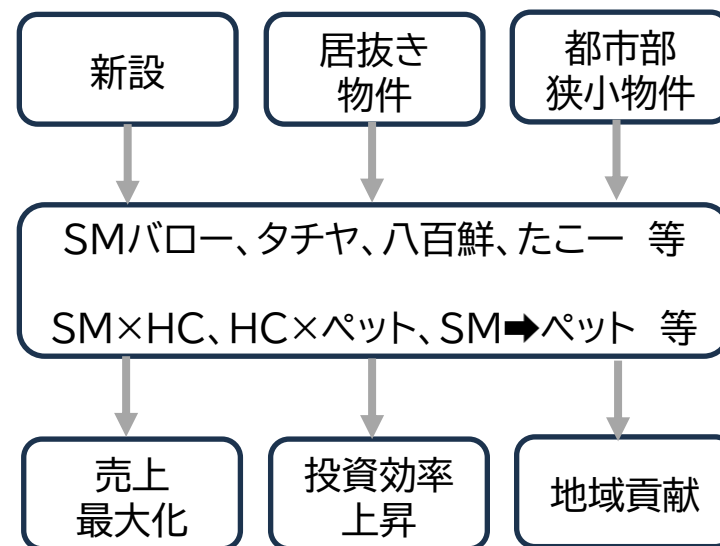 新設
居抜き
物件
都市部
狭小物件
SMバロー、タチヤ、八百鮮、たこ一 等
SM×HC、HC×ペット、SM➡ペット 等
売上
最大化
投資効率
上昇
地域貢献